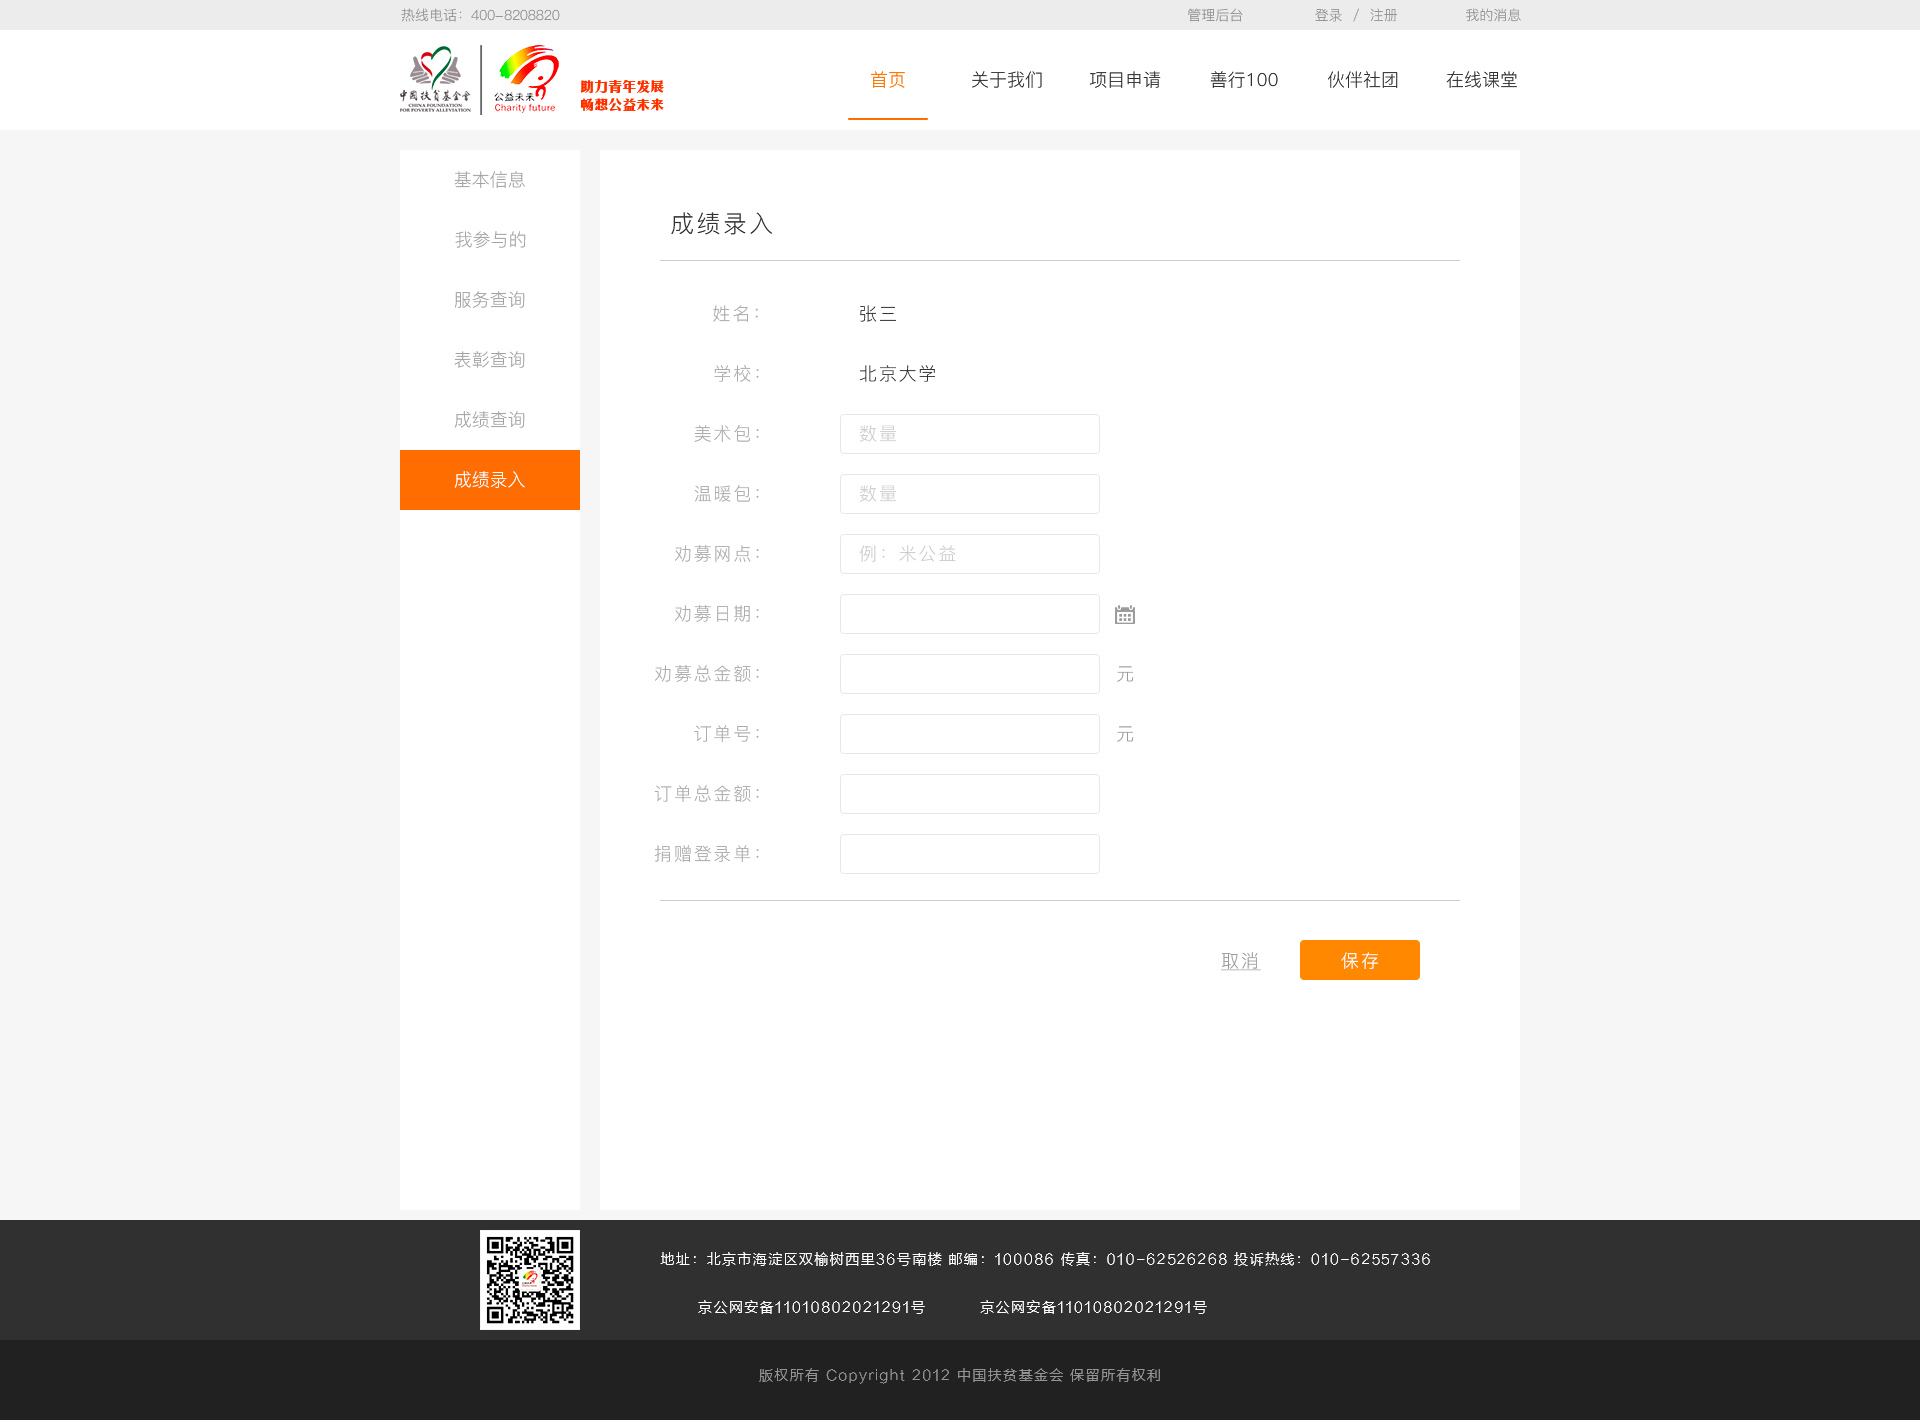 热线电话：400-8208820 管理后台 登录 / 注册 我的消息
中国扶贫基金会
CHINA FOUNDATION
FOR POVERTY ALLEVIATION
公益未来
Charity future
助力青年发展
畅想公益未来
首页 关于我们 项目申请 善行100 伙伴社团 在线课堂
基本信息
我参与的
服务查询
表彰查询
成绩查询
成绩录入
成绩录入
姓名： 张三
学校： 北京大学
美术包： 数量
温暖包： 数量
劝募网点： 例：米公益
劝募日期：
劝募总金额： 元
订单号： 元
订单总金额：
捐赠登录单：
取消 保存
地址：北京市海淀区双榆树西里36号南楼 邮编：100086 传真：010-62526268 投诉热线：010-62557336
京公网安备11010802021291号 京公网安备11010802021291号
版权所有 Copyright 2012 中国扶贫基金会 保留所有权利